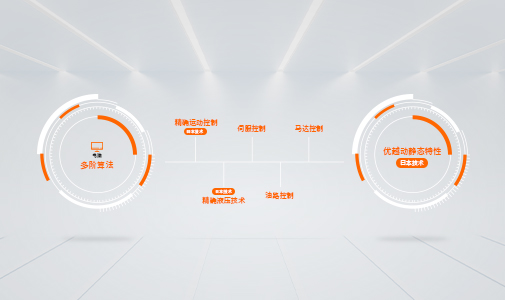 精确运动控制
日本技术
伺服控制
马达控制
多阶算法
优越动静态特性
日本技术
日本技术
精确液压技术
油路控制